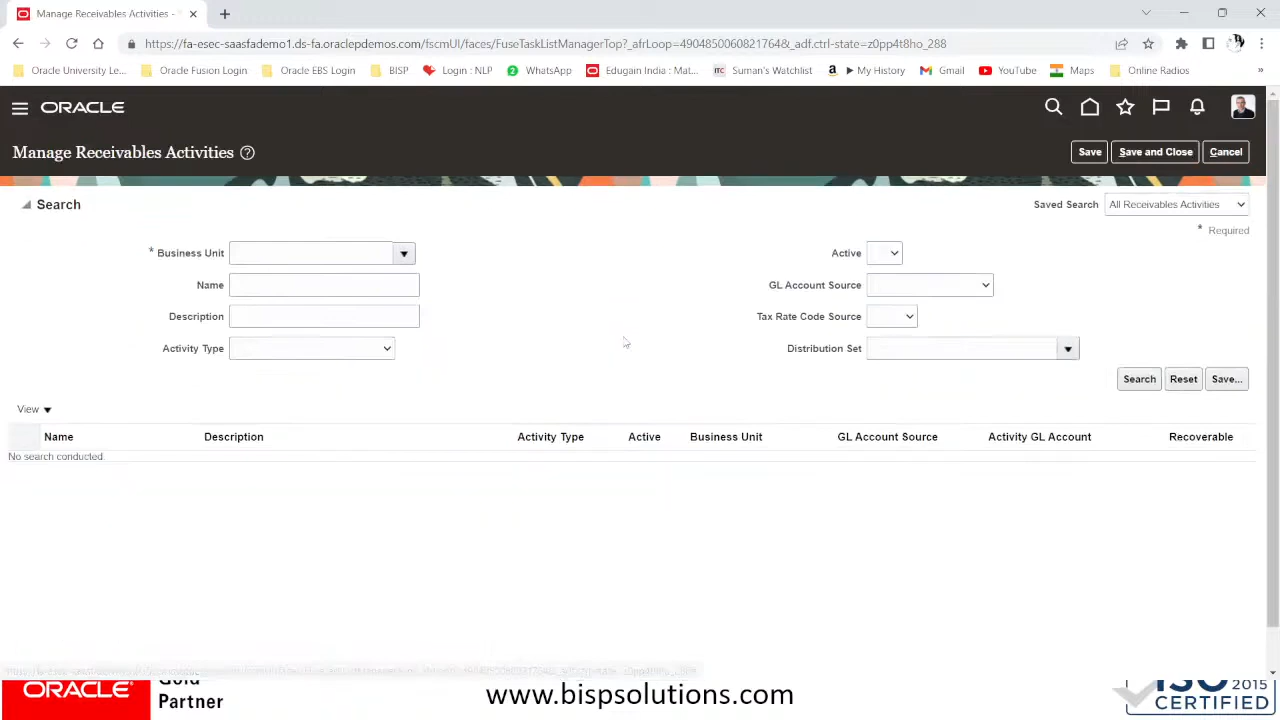 Manage Receivables Activities -
https://fa-esec-saasfademo1.ds-fa.oraclepdemos.com/fscmUI/faces/FuseTaskListManagerTop?_afrLoop=4904850060821764&_adf.ctrl-state=z0pp4t8ho_288
Oracle University Le... Oracle Fusion Login Oracle EBS Login BISP Login : NLP WhatsApp Edugain India : Mat... Suman's Watchlist ▶ My History Gmail YouTube Maps Online Radios »
ORACLE
Manage Receivables Activities ? Save Save and Close Cancel
Search Saved Search All Receivables Activities
* Required
* Business Unit Active
Name GL Account Source
Description Tax Rate Code Source
Activity Type Distribution Set
Search Reset Save...
View
Name Description Activity Type Active Business Unit GL Account Source Activity GL Account Recoverable
No search conducted.
ORACLE Gold Partner
www.bispsolutions.com
ISO 2015 CERTIFIED